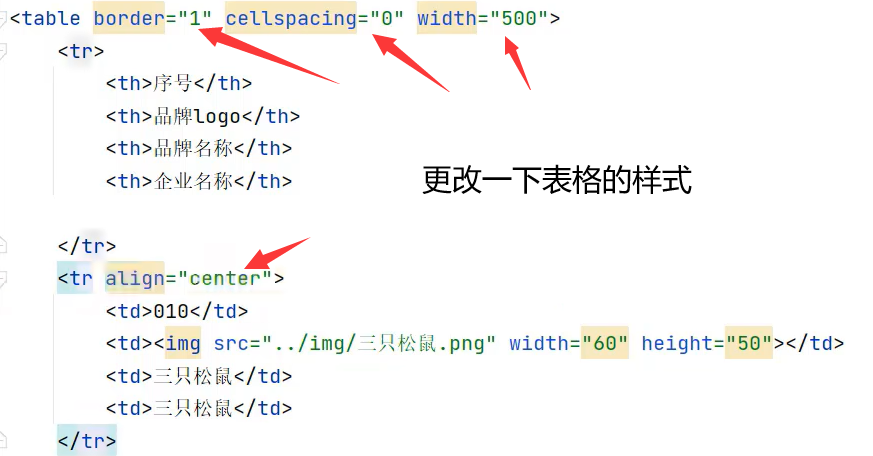 <table border="1" cellspacing="0" width="500">
<tr>
<th>序号</th>
<th>品牌logo</th>
<th>品牌名称</th>
<th>企业名称</th>
更改一下表格的样式
</tr>
<tr align="center">
<td>010</td>
<td><img src="../img/三只松鼠.png" width="60" height="50"></td>
<td>三只松鼠</td>
<td>三只松鼠</td>
</tr>